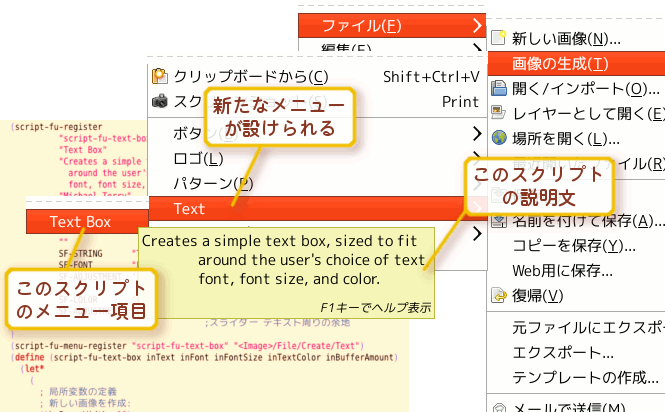 ファイル(F)
編集(E)
新しい画像(N)...
画像の生成(T)
開く/インポート(O)...
レイヤーとして開く(E)
場所を開く(L)...
ァイル(R)
名前を付けて保存(A)...
コピーを保存(Y)...
Web用に保存...
復帰(V)
元ファイルにエクスポ
エクスポート...
テンプレートの作成...
メールで送信(M)
クリップボードから(C) Shift+Ctrl+V
スク Print
ボタ
ロゴ(L)
パターン(P)
Text
新たなメニュー
が設けられる
このスクリプト
の説明文
Text Box
このスクリプト
のメニュー項目
Creates a simple text box, sized to fit
around the user's choice of text,
font, font size, and color.
F1キーでヘルプ表示
(script-fu-register
"script-fu-text-bo
"Text Box"
"Creates a simple
around the user'
font, font size,
"Michael Terry"
""
SF-STRING
SF-FONT
SF-ADJUSTMENT
SF-COLOR
;スライダー テキスト周りの余地
)
(script-fu-menu-register "script-fu-text-box" "<Image>/File/Create/Text")
(define (script-fu-text-box inText inFont inFontSize inTextColor inBufferAmount)
(let*
(
; 局所変数の定義
; 新しい画像を作成: